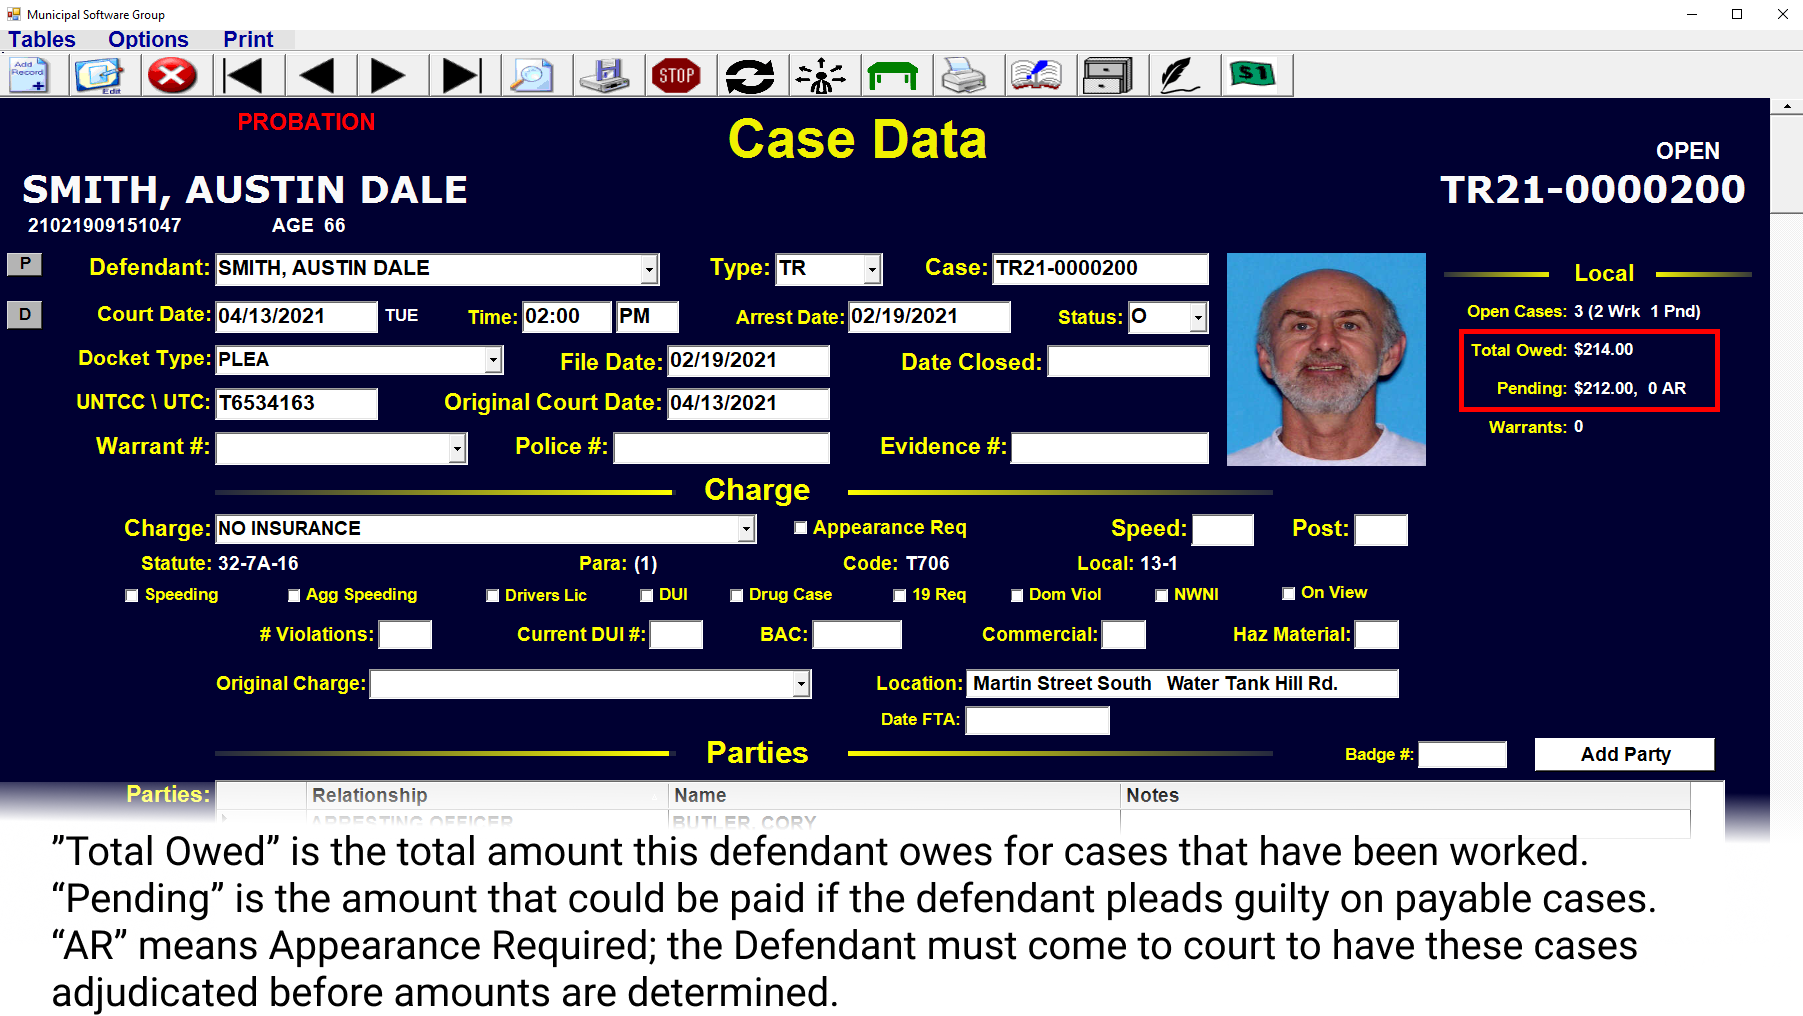 Municipal Software Group
Tables Options Print
Add Record Edit STOP $1
PROBATION
Case Data
OPEN
SMITH, AUSTIN DALE
TR21-0000200
21021909151047 AGE 66
P Defendant: SMITH, AUSTIN DALE Type: TR Case: TR21-0000200
Local
D Court Date: 04/13/2021 TUE Time: 02:00 PM Arrest Date: 02/19/2021 Status: O
Open Cases: 3 (2 Wrk 1 Pnd)
Docket Type: PLEA File Date: 02/19/2021 Date Closed:
Total Owed: $214.00
UNTCC \ UTC: T6534163 Original Court Date: 04/13/2021
Pending: $212.00, 0 AR
Warrant #: Police #: Evidence #:
Warrants: 0
Charge
Charge: NO INSURANCE Appearance Req Speed: Post:
Statute: 32-7A-16 Para: (1) Code: T706 Local: 13-1
Speeding Agg Speeding Drivers Lic DUI Drug Case 19 Req Dom Viol NWNI On View
# Violations: Current DUI #: BAC: Commercial: Haz Material:
Original Charge: Location: Martin Street South Water Tank Hill Rd.
Date FTA:
Parties
Badge #: Add Party
Parties: Relationship Name Notes
ARRESTING OFFICER BUTLER, CORY
”Total Owed” is the total amount this defendant owes for cases that have been worked.
“Pending” is the amount that could be paid if the defendant pleads guilty on payable cases.
“AR” means Appearance Required; the Defendant must come to court to have these cases
adjudicated before amounts are determined.